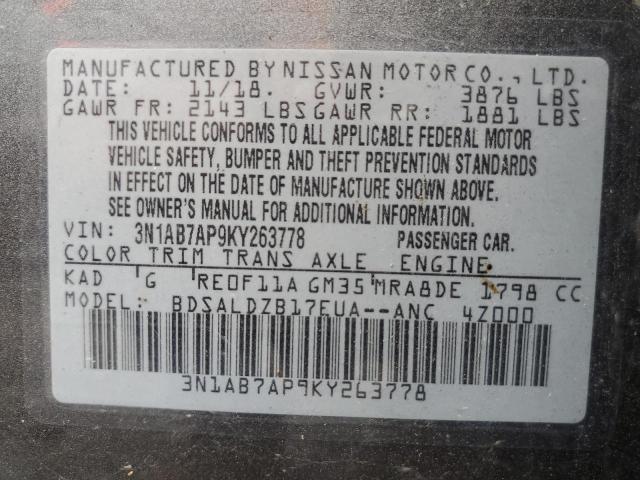 MANUFACTURED BY NISSAN MOTOR CO., LTD.
DATE: 11/18. GVWR: 3876 LBS
GAWR FR: 2143 LBS GAWR RR: 1881 LBS
THIS VEHICLE CONFORMS TO ALL APPLICABLE FEDERAL MOTOR
VEHICLE SAFETY, BUMPER AND THEFT PREVENTION STANDARDS
IN EFFECT ON THE DATE OF MANUFACTURE SHOWN ABOVE.
SEE OWNER'S MANUAL FOR ADDITIONAL INFORMATION.
VIN: 3N1AB7AP9KY263778 PASSENGER CAR.
COLOR TRIM TRANS AXLE ENGINE
KAD G RE0F11A GM35 MRA8DE 1798 CC
MODEL: BDSALDZB17EUA--ANC 4Z000
3N1AB7AP9KY263778